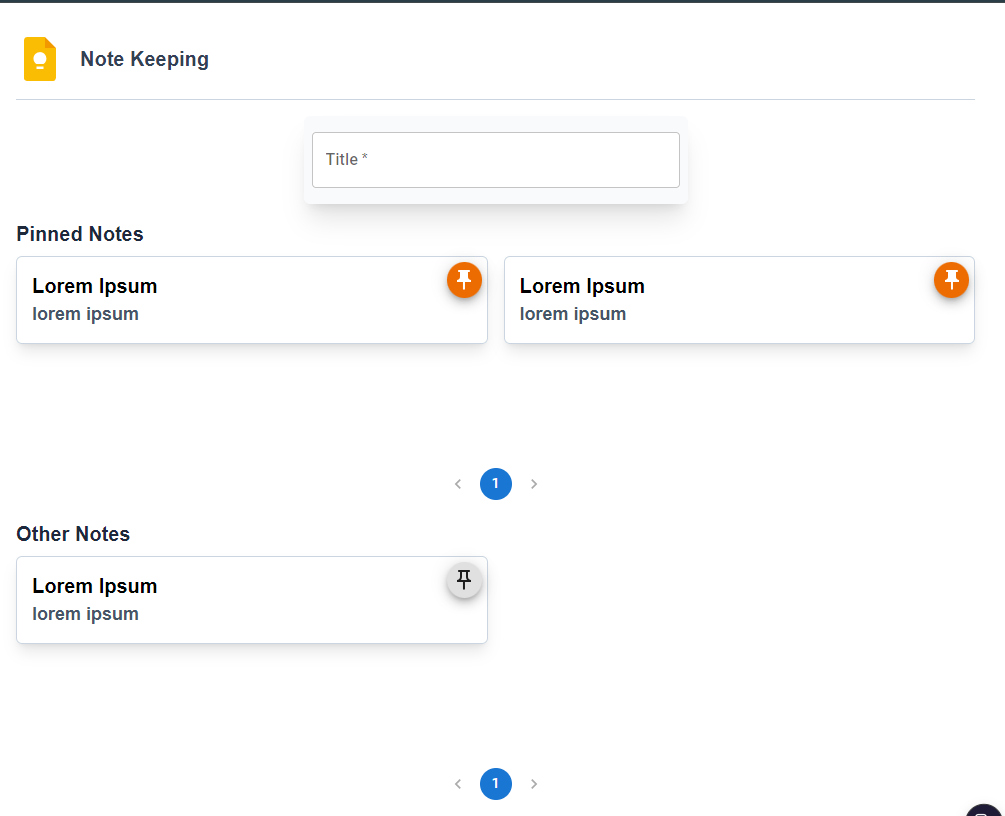 Note Keeping
Title *
Pinned Notes
Lorem Ipsum
lorem ipsum
Lorem Ipsum
lorem ipsum
1
Other Notes
Lorem Ipsum
lorem ipsum
1